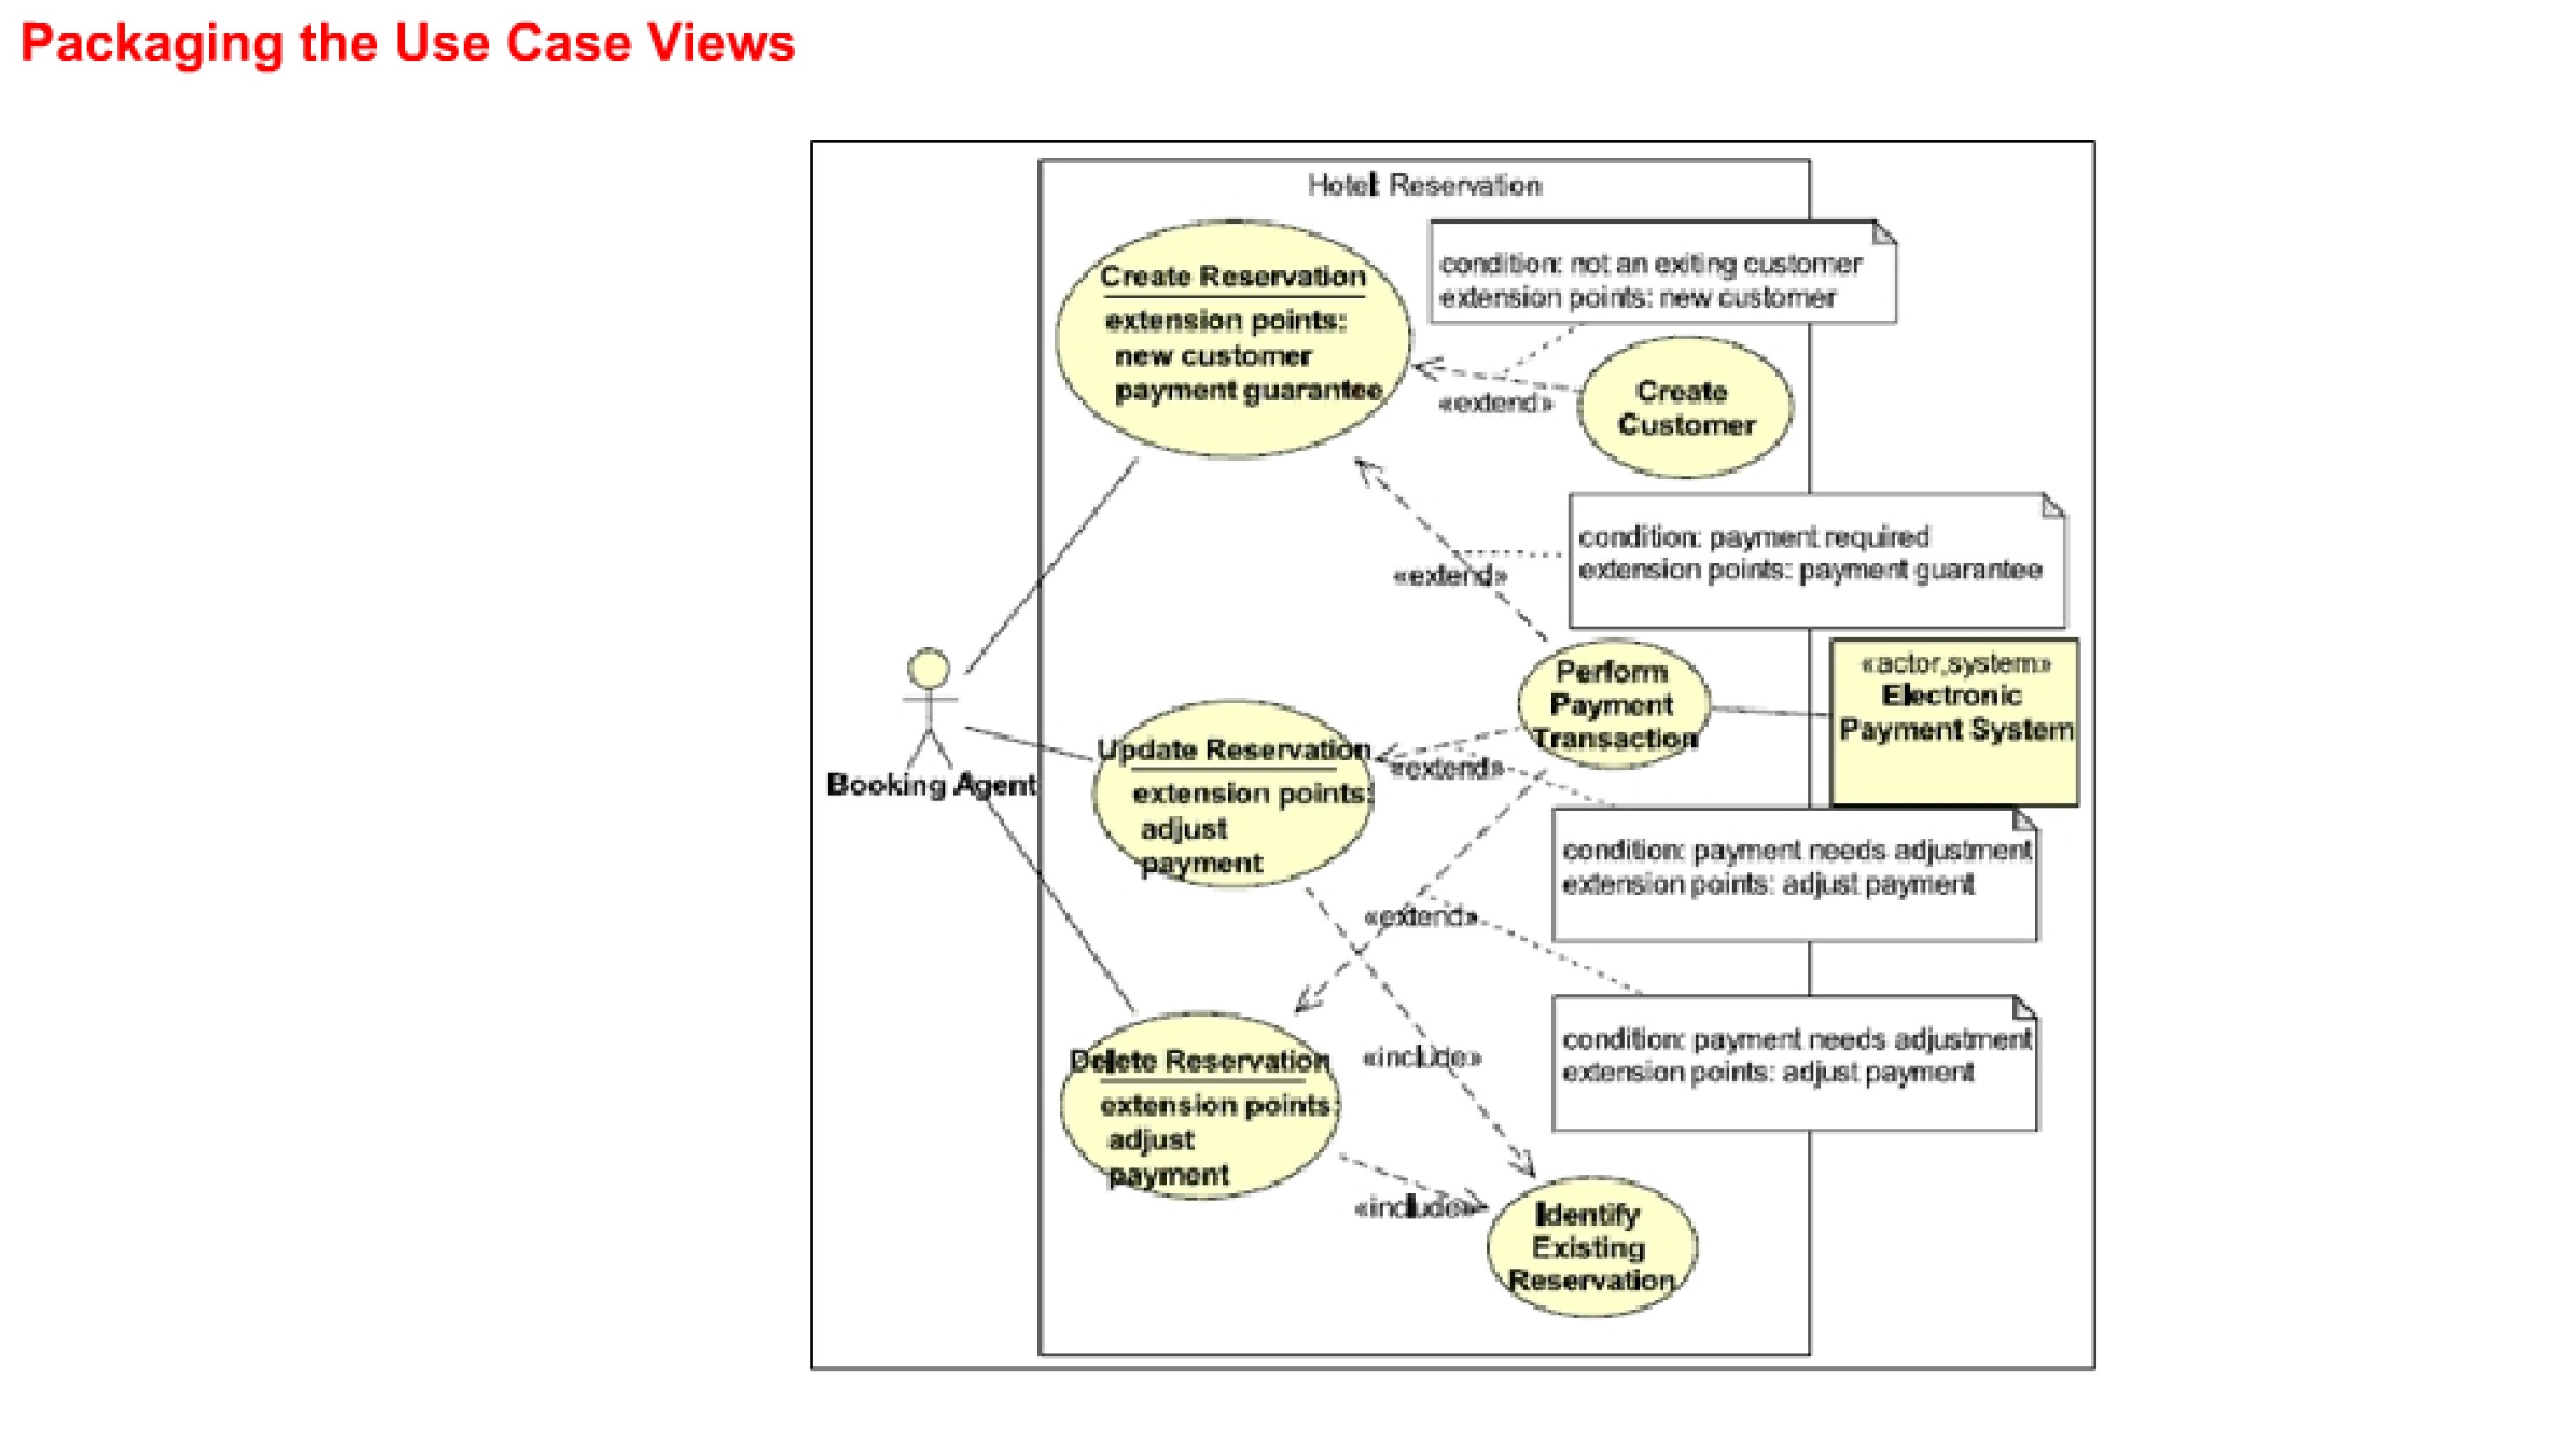 Packaging the Use Case Views
Hotel Reservation
Create Reservation
extension points:
new customer
payment guarantee
condition: not an exiting customer
extension points: new customer
«extend»
Create
Customer
condition: payment required
extension points: payment guarantee
«extend»
Perform
Payment
Transaction
«actor,system»
Electronic
Payment System
Booking Agent
Update Reservation
extension points:
adjust
payment
«extend»
condition: payment needs adjustment
extension points: adjust payment
«extend»
condition: payment needs adjustment
extension points: adjust payment
Delete Reservation
extension points:
adjust
payment
«include»
«include»
Identify
Existing
Reservation